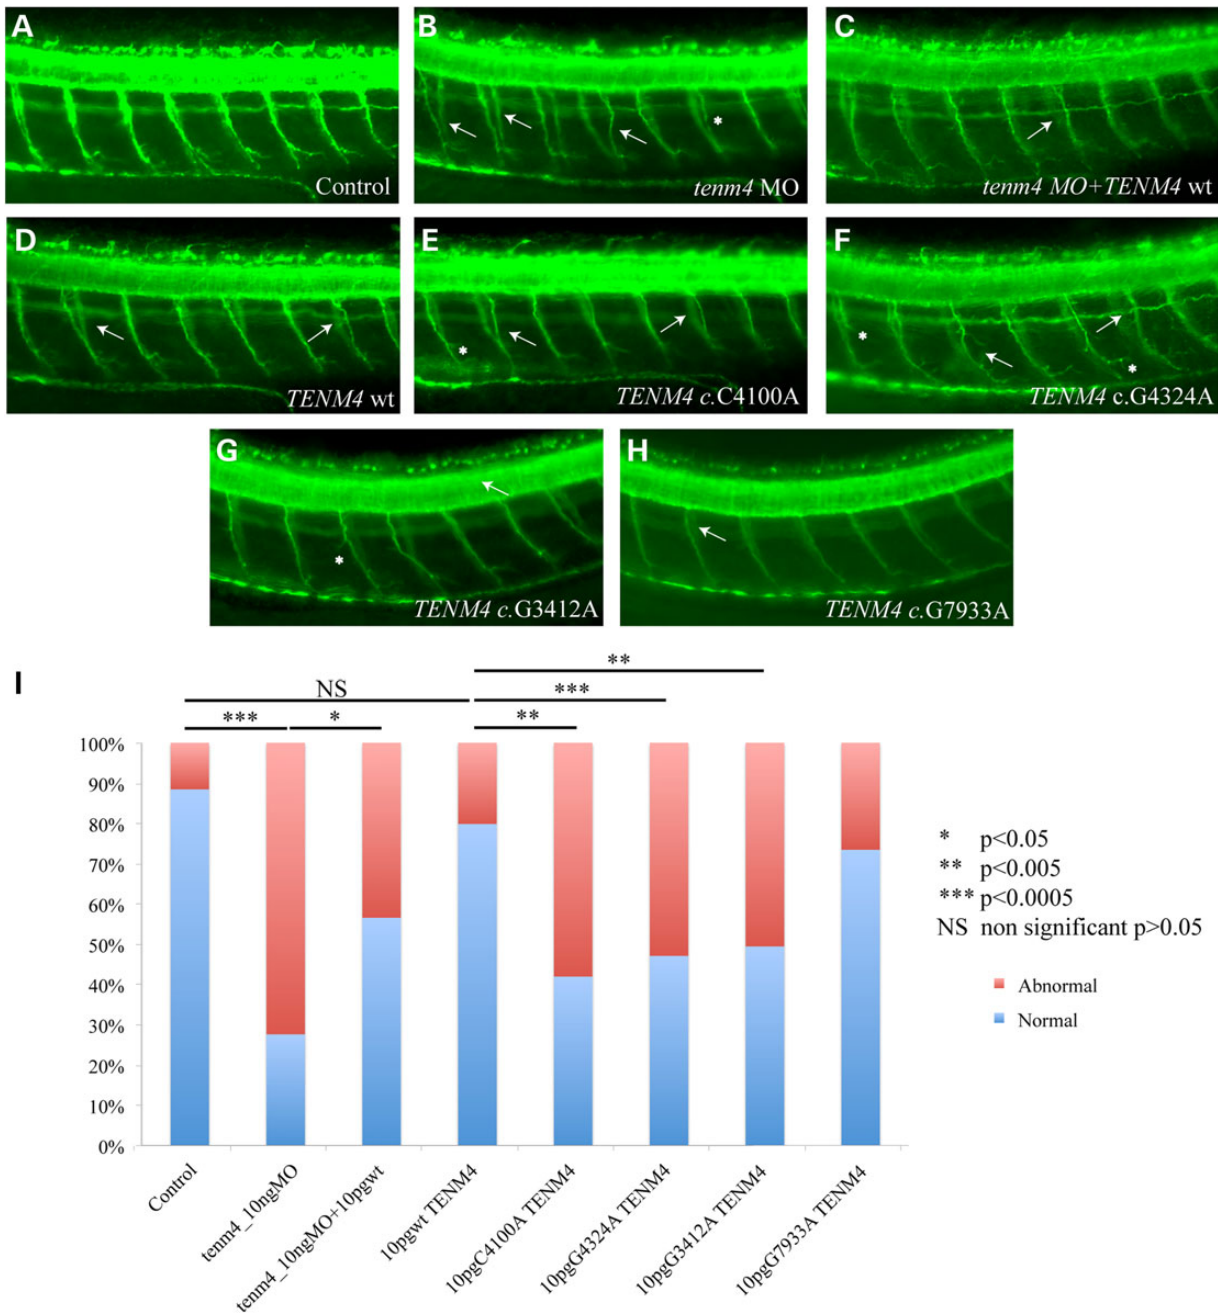 A
Control
B
tenm4 MO
C
tenm4 MO+TENM4 wt
D
TENM4 wt
E
TENM4 c.C4100A
F
TENM4 c.G4324A
G
TENM4 c.G3412A
H
TENM4 c.G7933A
I
**
NS
***
***
*
**
100%
90%
80%
70%
60%
50%
40%
30%
20%
10%
0%
Control
tenm4_10ngMO
tenm4_10ngMO+10pgwt
10pgwt TENM4
10pgC4100A TENM4
10pgG4324A TENM4
10pgG3412A TENM4
10pgG7933A TENM4
* p<0.05
** p<0.005
*** p<0.0005
NS non significant p>0.05
Abnormal
Normal